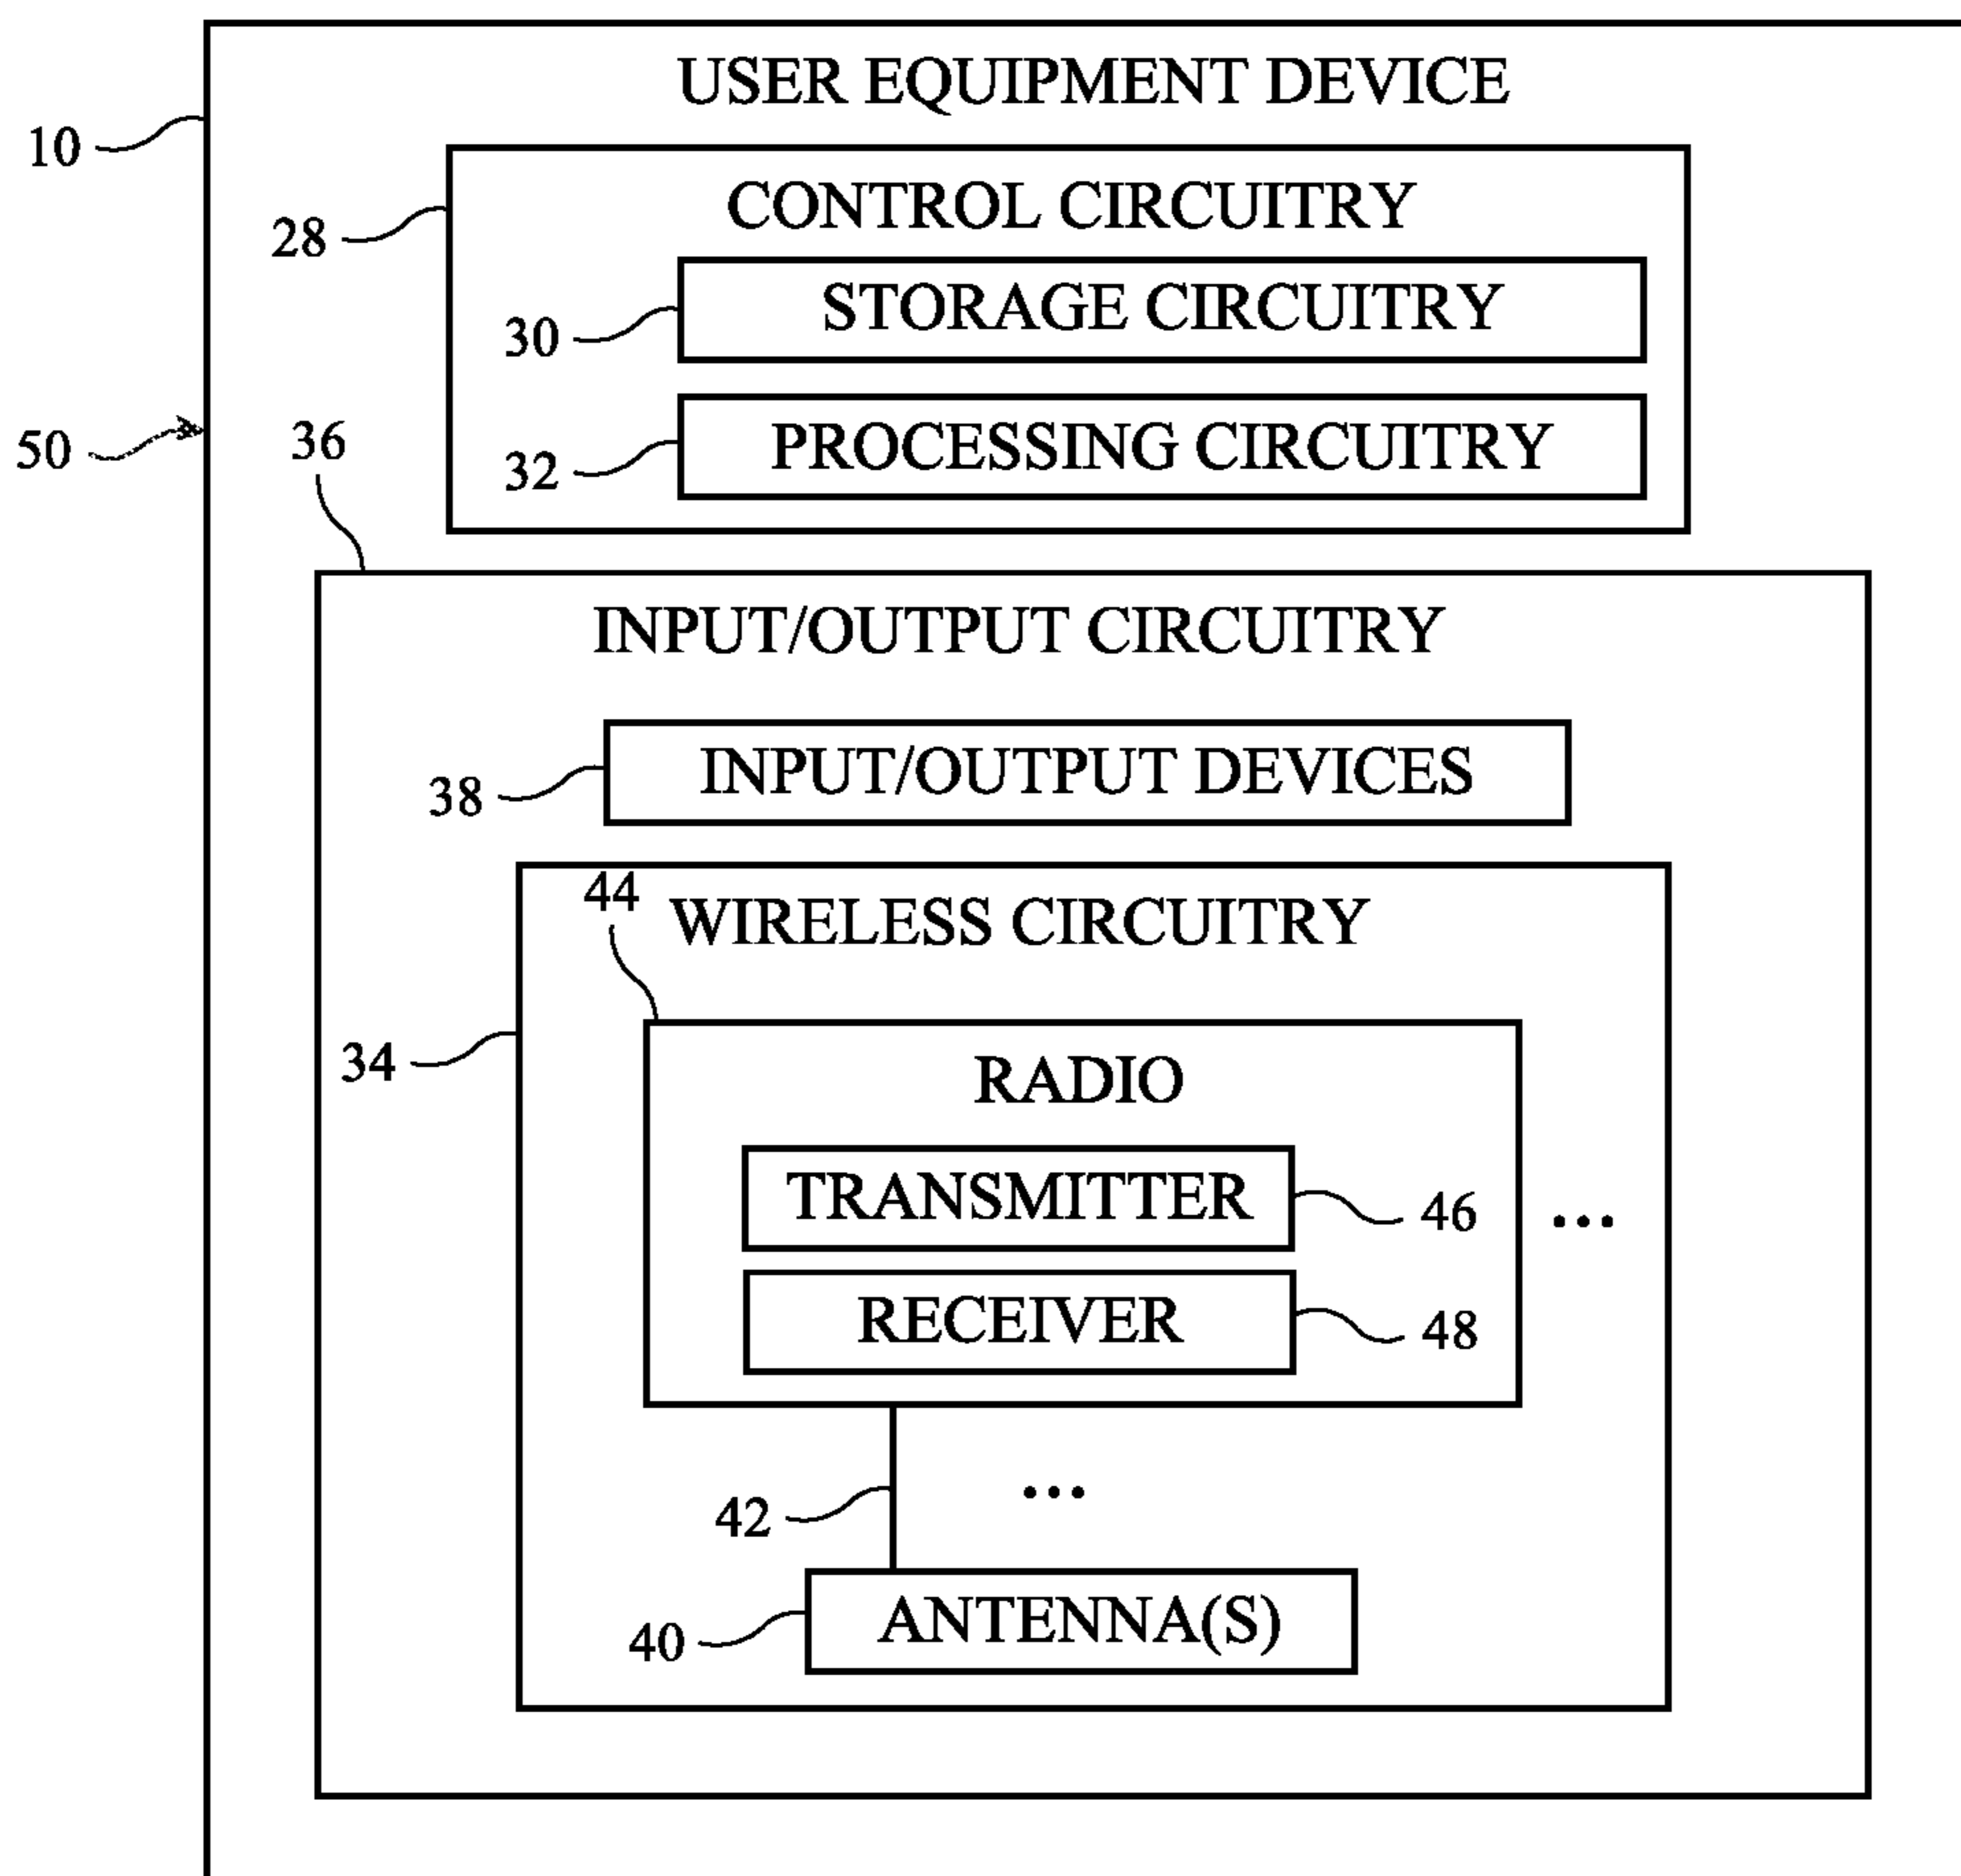 USER EQUIPMENT DEVICE
10
CONTROL CIRCUITRY
28
STORAGE CIRCUITRY
30
PROCESSING CIRCUITRY
32
50
36
INPUT/OUTPUT CIRCUITRY
INPUT/OUTPUT DEVICES
38
44
WIRELESS CIRCUITRY
34
RADIO
TRANSMITTER
46
...
RECEIVER
48
42
...
ANTENNA(S)
40